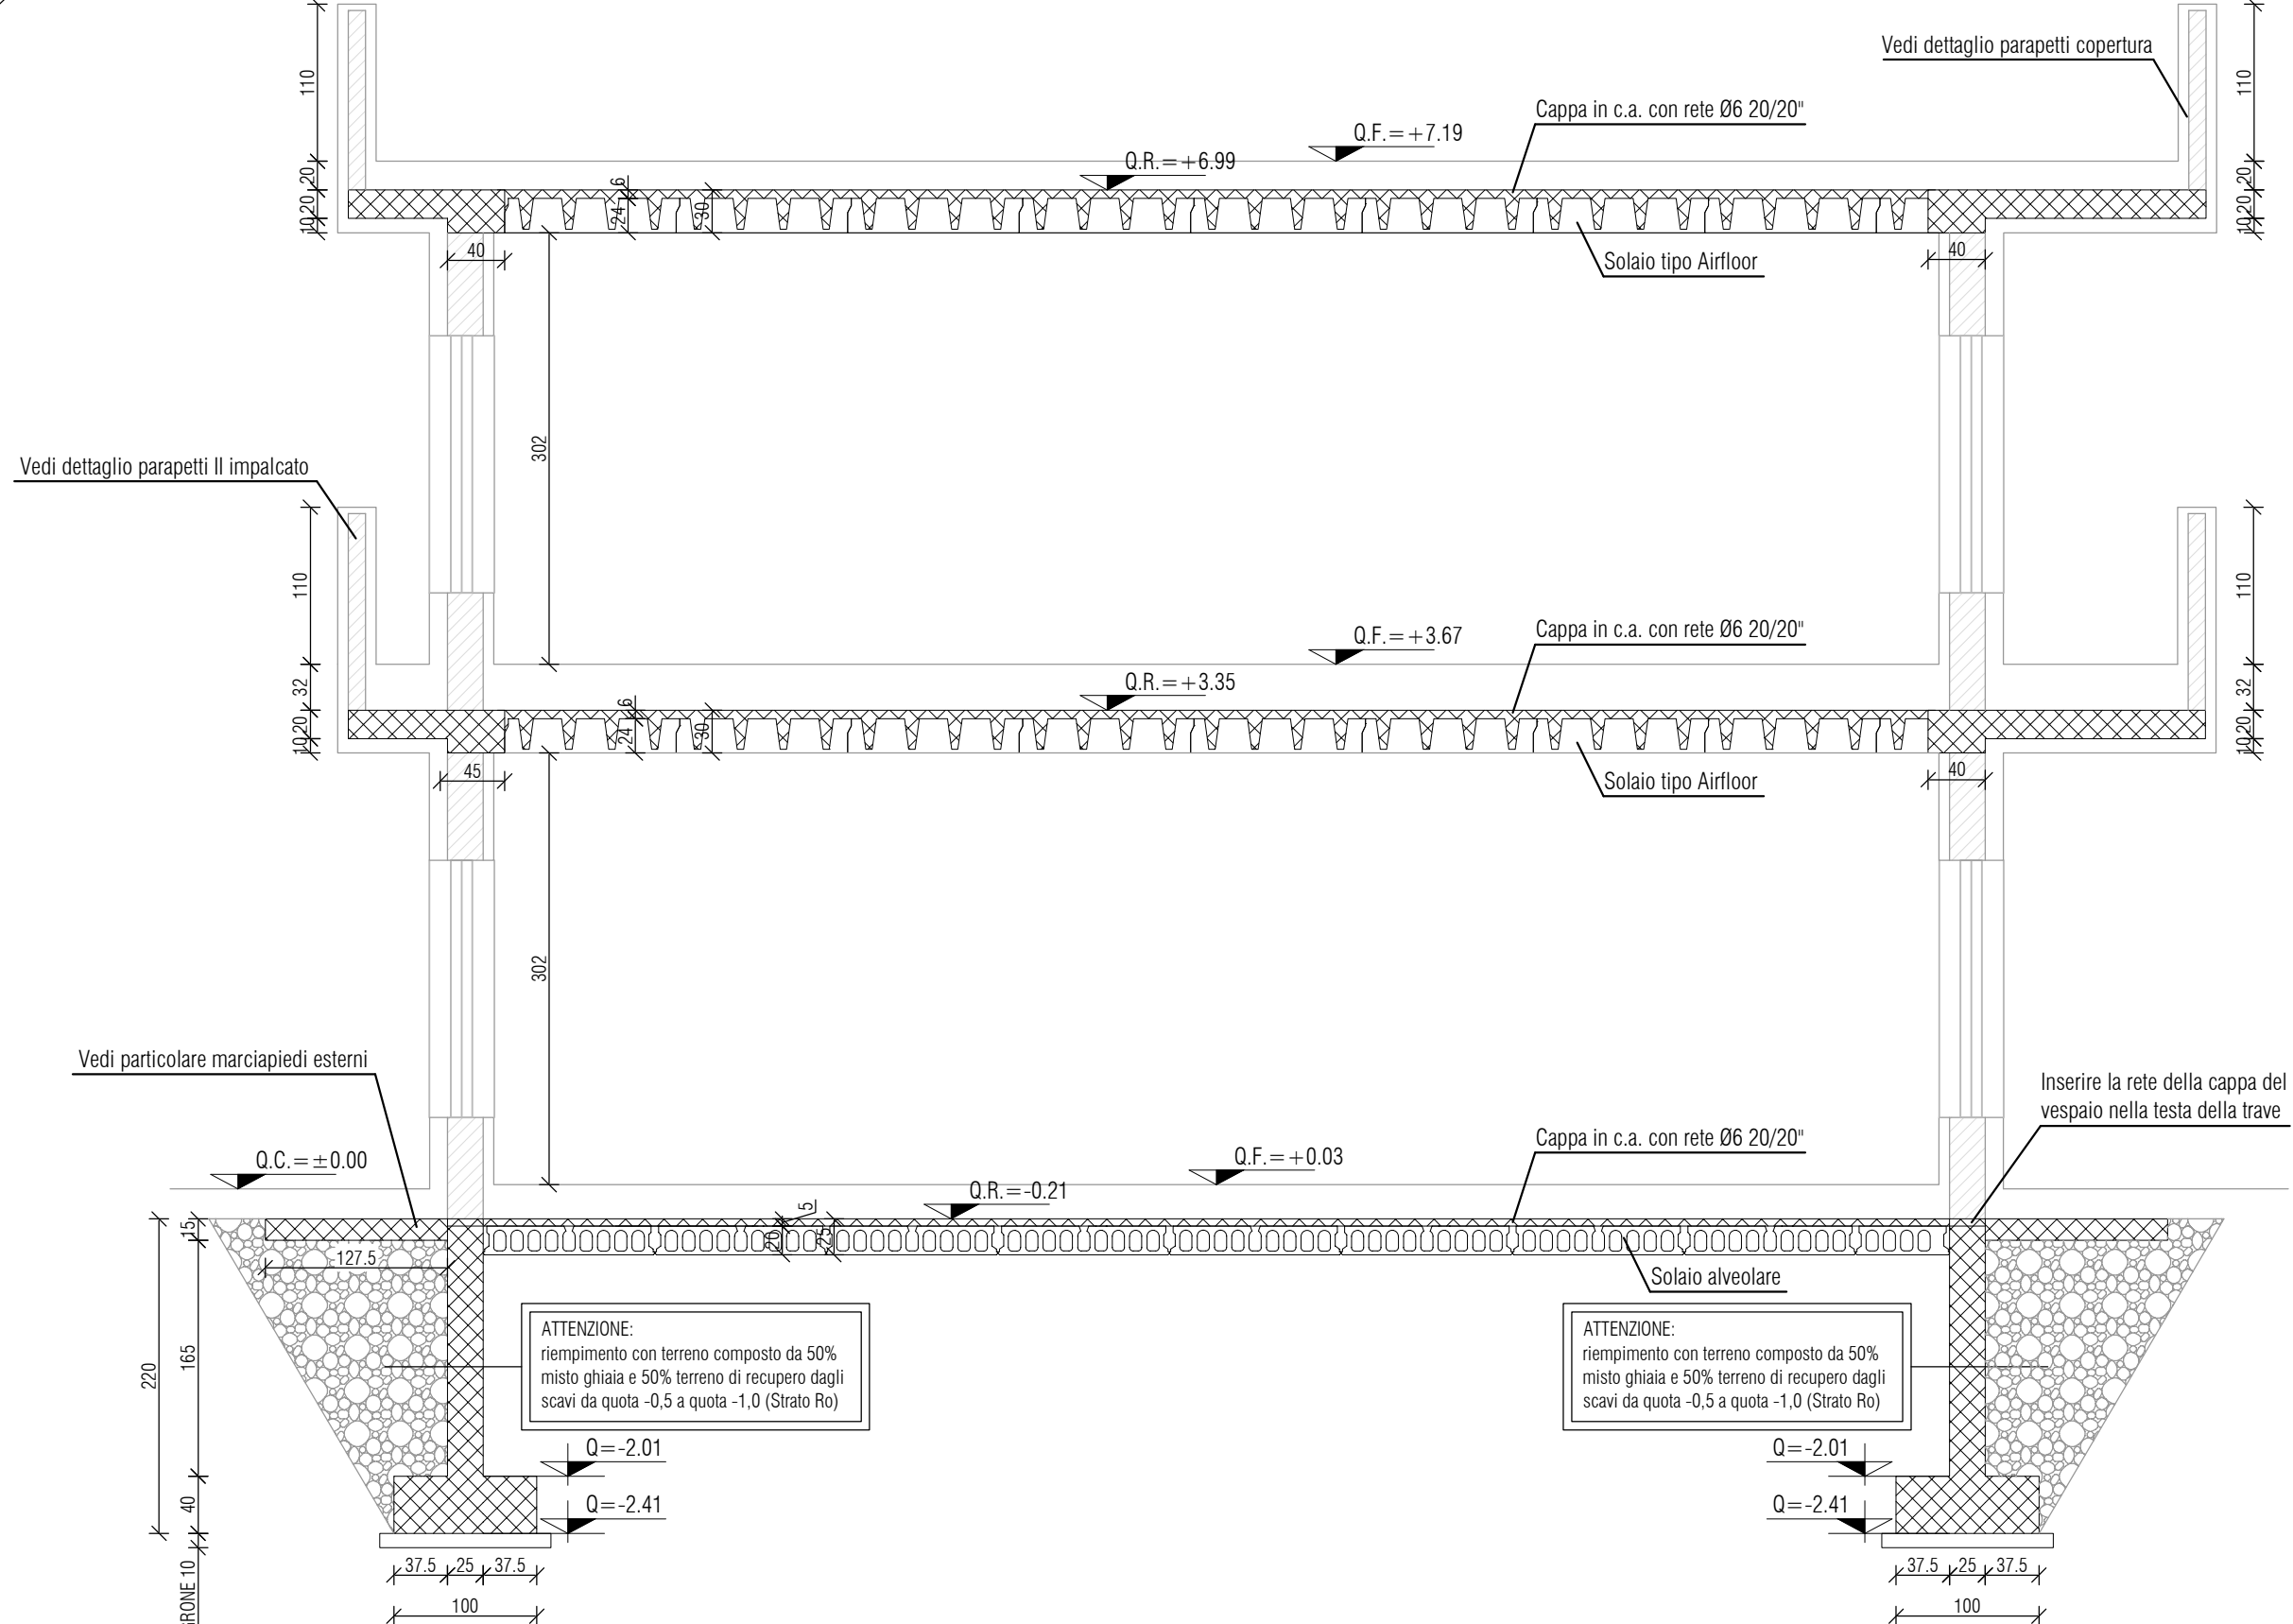 Vedi dettaglio parapetti copertura
110
110
Cappa in c.a. con rete Ø6 20/20"
Q.F.=+7.19
Q.R.=+6.99
20
20
10
6
24
30
20
20
10
40
40
Solaio tipo Airfloor
302
Vedi dettaglio parapetti II impalcato
110
110
Cappa in c.a. con rete Ø6 20/20"
Q.F.=+3.67
Q.R.=+3.35
32
20
10
6
24
30
32
20
10
45
40
Solaio tipo Airfloor
302
Vedi particolare marciapiedi esterni
Inserire la rete della cappa del
vespaio nella testa della trave
Cappa in c.a. con rete Ø6 20/20"
Q.C.=±0.00
Q.F.=+0.03
Q.R.=-0.21
5
20
25
15
127.5
Solaio alveolare
ATTENZIONE:
riempimento con terreno composto da 50%
misto ghiaia e 50% terreno di recupero dagli
scavi da quota -0,5 a quota -1,0 (Strato Ro)
ATTENZIONE:
riempimento con terreno composto da 50%
misto ghiaia e 50% terreno di recupero dagli
scavi da quota -0,5 a quota -1,0 (Strato Ro)
220
165
Q=-2.01
Q=-2.01
40
Q=-2.41
Q=-2.41
37.5
25
37.5
37.5
25
37.5
10
100
100